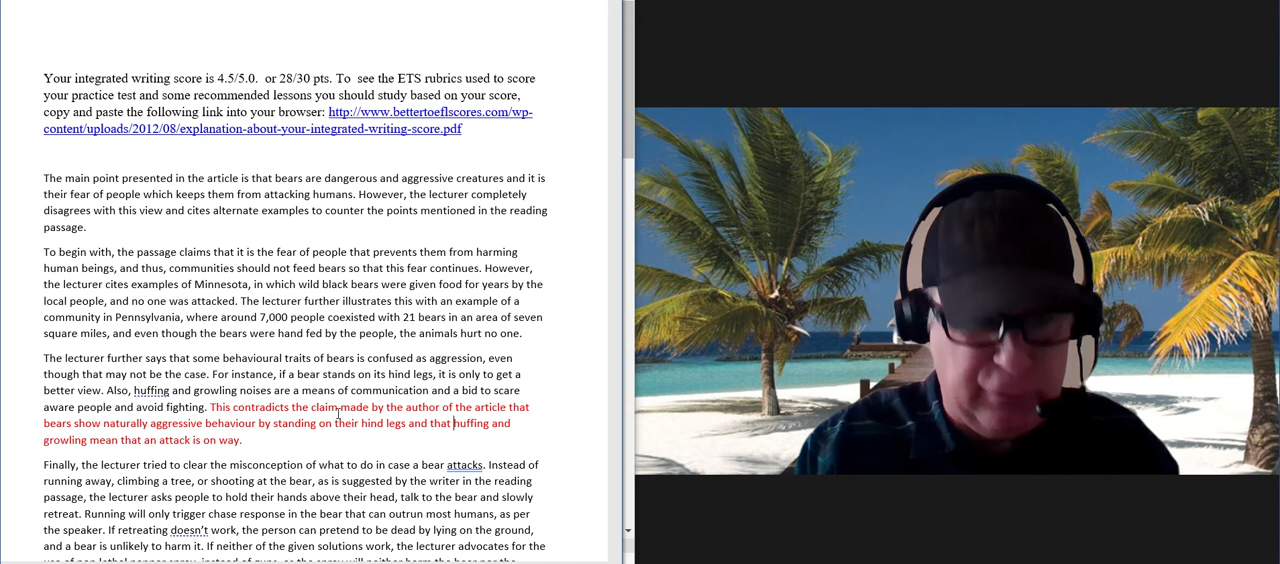 Your integrated writing score is 4.5/5.0.  or 28/30 pts. To  see the ETS rubrics used to score
your practice test and some recommended lessons you should study based on your score,
copy and paste the following link into your browser: http://www.bettertoeflscores.com/wp-
content/uploads/2012/08/explanation-about-your-integrated-writing-score.pdf
The main point presented in the article is that bears are dangerous and aggressive creatures and it is
their fear of people which keeps them from attacking humans. However, the lecturer completely
disagrees with this view and cites alternate examples to counter the points mentioned in the reading
passage.
To begin with, the passage claims that it is the fear of people that prevents them from harming
human beings, and thus, communities should not feed bears so that this fear continues. However,
the lecturer cites examples of Minnesota, in which wild black bears were given food for years by the
local people, and no one was attacked. The lecturer further illustrates this with an example of a
community in Pennsylvania, where around 7,000 people coexisted with 21 bears in an area of seven
square miles, and even though the bears were hand fed by the people, the animals hurt no one.
The lecturer further says that some behavioural traits of bears is confused as aggression, even
though that may not be the case. For instance, if a bear stands on its hind legs, it is only to get a
better view. Also, huffing and growling noises are a means of communication and a bid to scare
aware people and avoid fighting. This contradicts the claim made by the author of the article that
bears show naturally aggressive behaviour by standing on their hind legs and that huffing and
growling mean that an attack is on way.
Finally, the lecturer tried to clear the misconception of what to do in case a bear attacks. Instead of
running away, climbing a tree, or shooting at the bear, as is suggested by the writer in the reading
passage, the lecturer asks people to hold their hands above their head, talk to the bear and slowly
retreat. Running will only trigger chase response in the bear that can outrun most humans, as per
the speaker. If retreating doesn't work, the person can pretend to be dead by lying on the ground,
and a bear is unlikely to harm it. If neither of the given solutions work, the lecturer advocates for the